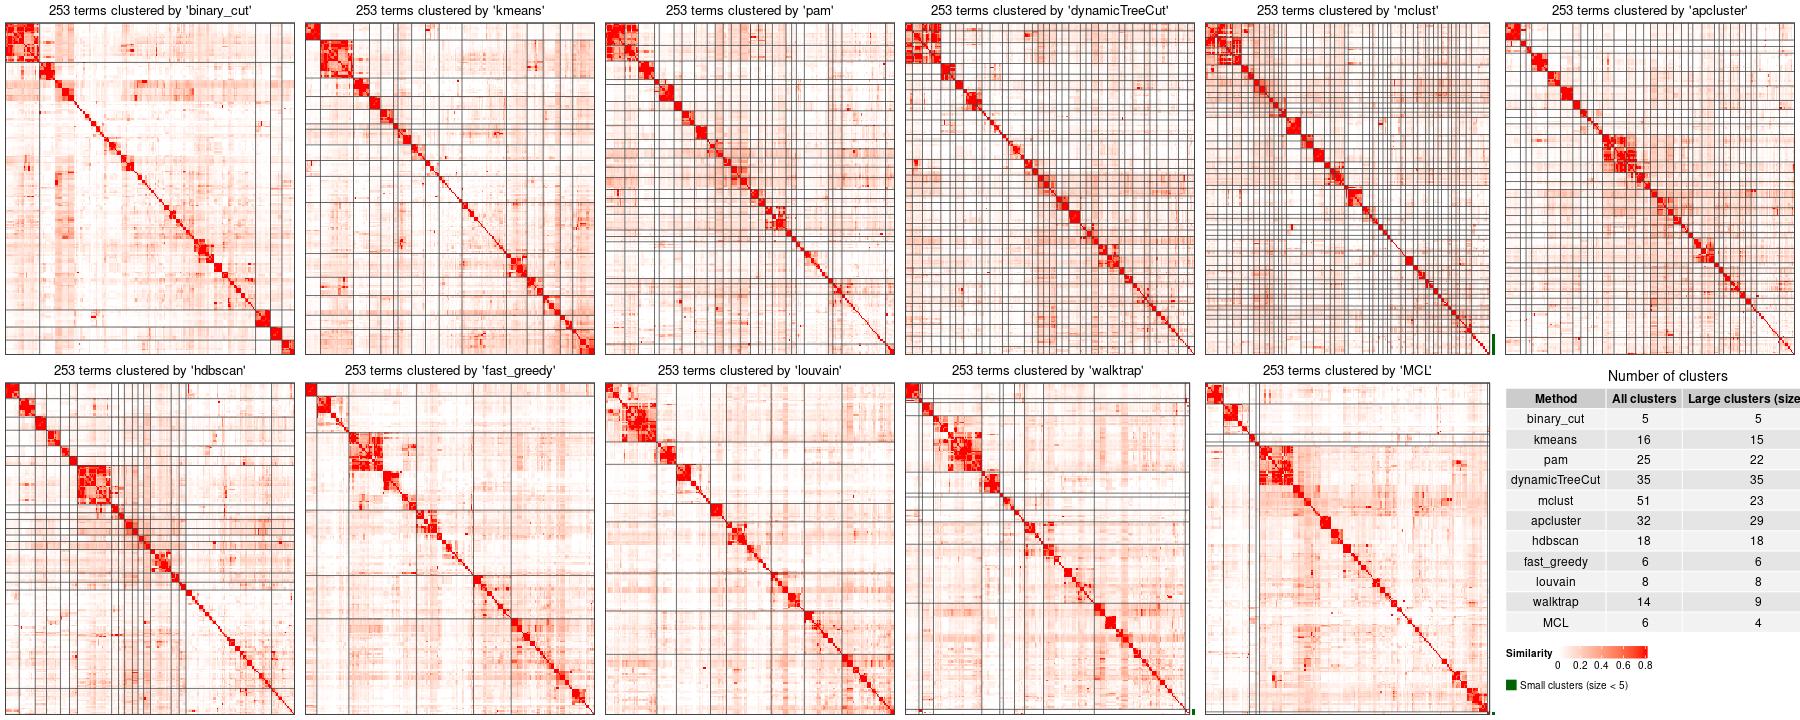 253 terms clustered by 'binary_cut'
253 terms clustered by 'kmeans'
253 terms clustered by 'pam'
253 terms clustered by 'dynamicTreeCut'
253 terms clustered by 'mclust'
253 terms clustered by 'apcluster'
253 terms clustered by 'hdbscan'
253 terms clustered by 'fast_greedy'
253 terms clustered by 'louvain'
253 terms clustered by 'walktrap'
253 terms clustered by 'MCL'
Number of clusters
Method All clusters Large clusters (size
binary_cut 5 5
kmeans 16 15
pam 25 22
dynamicTreeCut 35 35
mclust 51 23
apcluster 32 29
hdbscan 18 18
fast_greedy 6 6
louvain 8 8
walktrap 14 9
MCL 6 4
Similarity
0 0.2 0.4 0.6 0.8
Small clusters (size < 5)